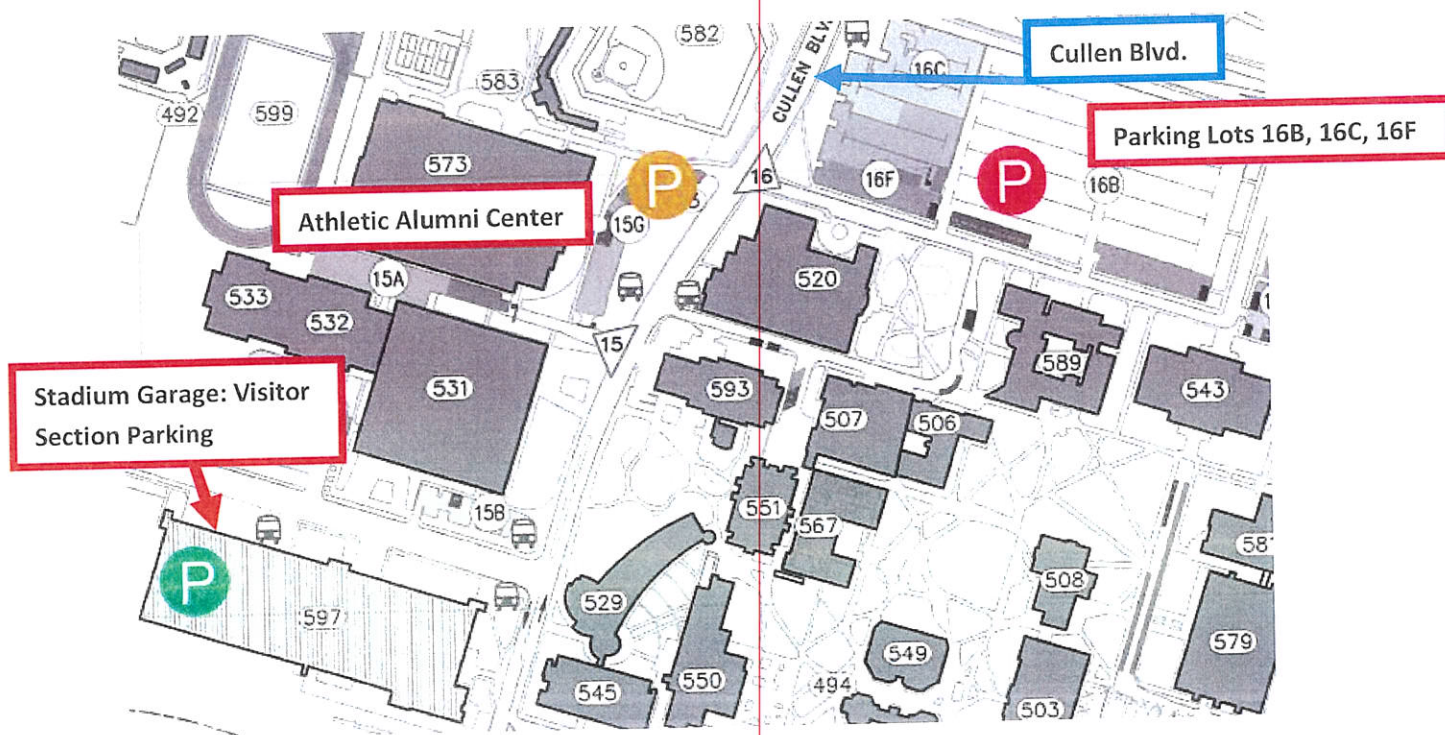 582
CULLEN BLV
16C
Cullen Blvd.
Parking Lots 16B, 16C, 16F
583
492
599
573
P
16
16F
P
16B
Athletic Alumni Center
15G
15A
533
532
520
15
531
593
589
543
507
506
Stadium Garage: Visitor
Section Parking
15B
551
567
P
597
529
508
581
579
549
545
550
494
503